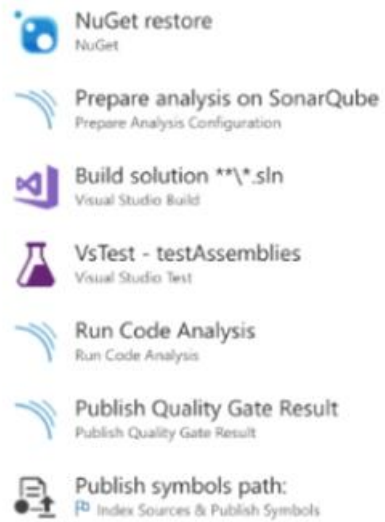 NuGet restore
NuGet
Prepare analysis on SonarQube
Prepare Analysis Configuration
Build solution **\*.sln
Visual Studio Build
VsTest - testAssemblies
Visual Studio Test
Run Code Analysis
Run Code Analysis
Publish Quality Gate Result
Publish Quality Gate Result
Publish symbols path:
Index Sources & Publish Symbols